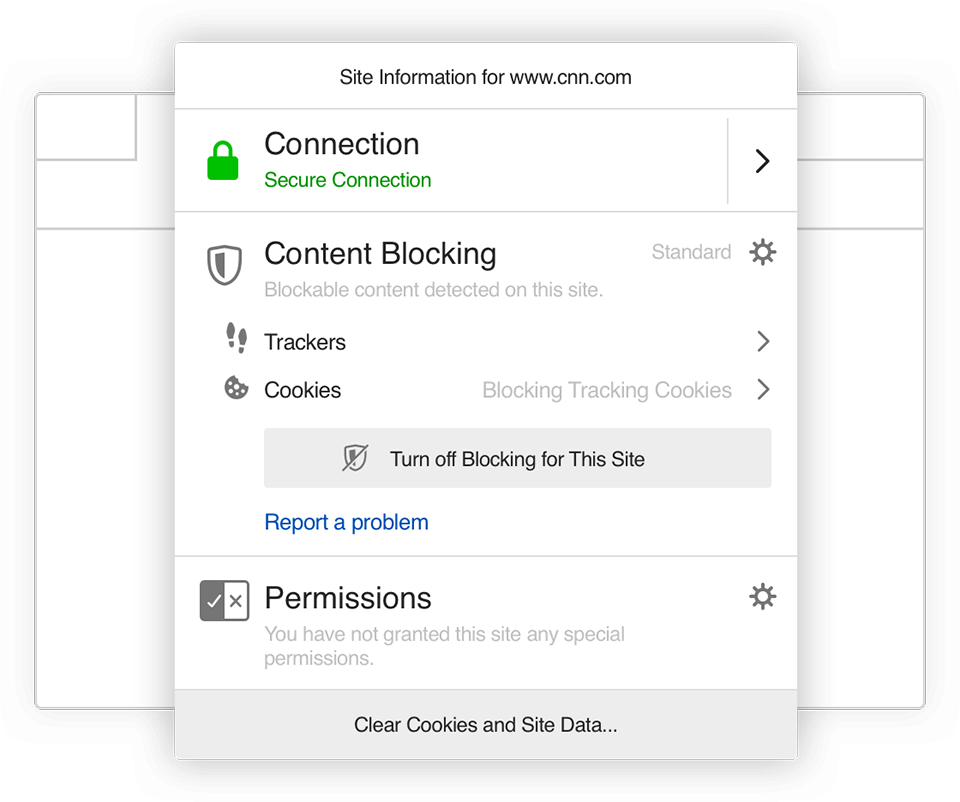 Site Information for www.cnn.com
Connection
Secure Connection
Content Blocking
Standard
Blockable content detected on this site.
Trackers
Cookies
Blocking Tracking Cookies
Turn off Blocking for This Site
Report a problem
Permissions
You have not granted this site any special
permissions.
Clear Cookies and Site Data...